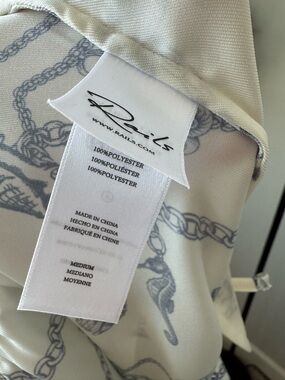 Rails
WWW.RAILS.COM
100%POLYESTER
100%POLIÉSTER
100%POLYESTER
MADE IN CHINA
HECHO EN CHINA
FABRIQUÉ EN CHINE
MEDIUM
MEDIANO
MOYENNE